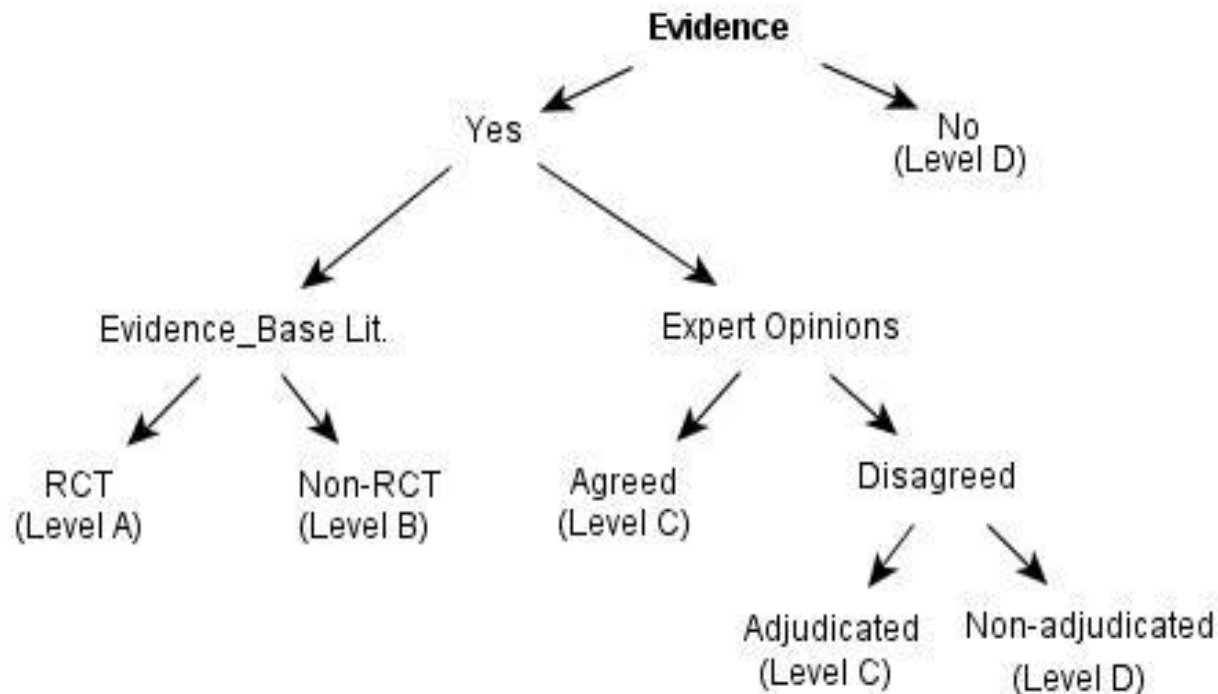 Evidence
Yes
No
(Level D)
Evidence_Base Lit.
Expert Opinions
RCT
(Level A)
Non-RCT
(Level B)
Agreed
(Level C)
Disagreed
Adjudicated
(Level C)
Non-adjudicated
(Level D)